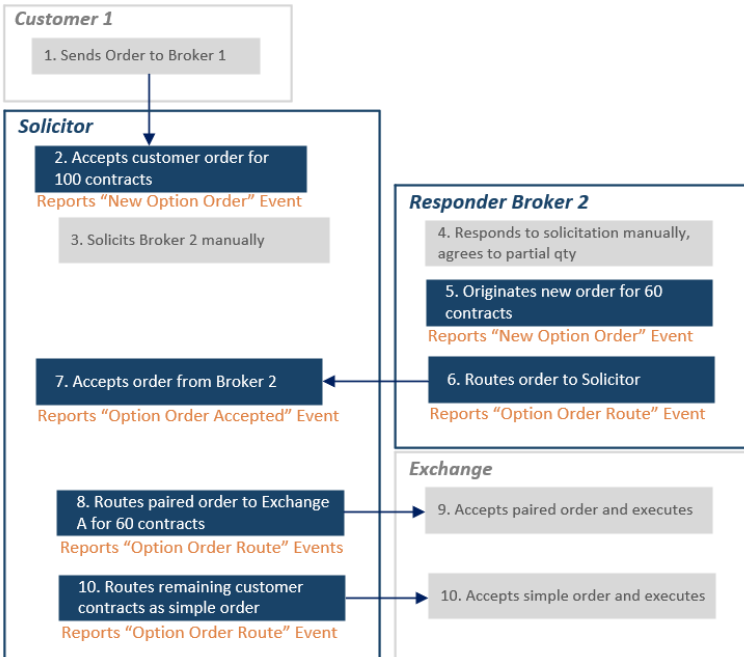 Customer 1
1. Sends Order to Broker 1
Solicitor
2. Accepts customer order for
100 contracts
Reports “New Option Order” Event
3. Solicits Broker 2 manually
Responder Broker 2
4. Responds to solicitation manually,
agrees to partial qty
5. Originates new order for 60
contracts
Reports “New Option Order” Event
6. Routes order to Solicitor
Reports “Option Order Route” Event
7. Accepts order from Broker 2
Reports “Option Order Accepted” Event
8. Routes paired order to Exchange
A for 60 contracts
Reports “Option Order Route” Events
Exchange
9. Accepts paired order and executes
10. Routes remaining customer
contracts as simple order
Reports “Option Order Route” Event
10. Accepts simple order and executes